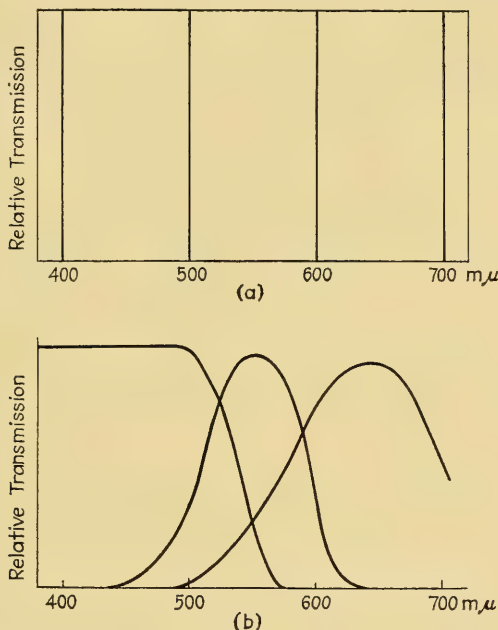 Relative Transmission
400 500 600 700 mμ
(a)
Relative Transmission
400 500 600 700 mμ
(b)